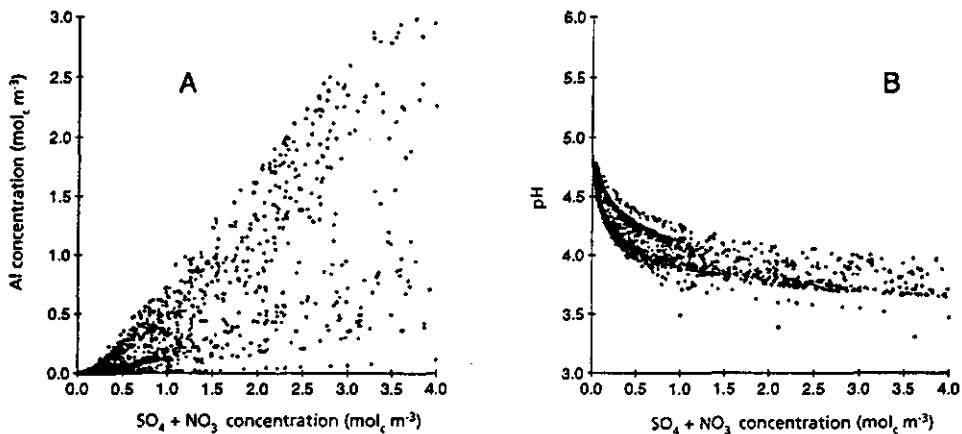 A
Al concentration (mol_c m⁻³)
3.0
2.5
2.0
1.5
1.0
0.5
0.0
0.0 0.5 1.0 1.5 2.0 2.5 3.0 3.5 4.0
SO₄ + NO₃ concentration (mol_c m⁻³)
B
pH
6.0
5.5
5.0
4.5
4.0
3.5
3.0
0.0 0.5 1.0 1.5 2.0 2.5 3.0 3.5 4.0
SO₄ + NO₃ concentration (mol_c m⁻³)